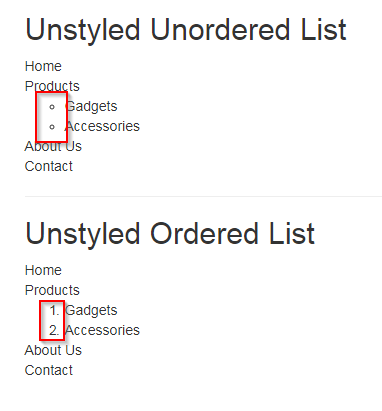 Unstyled Unordered List
Home
Products
Gadgets
Accessories
About Us
Contact
Unstyled Ordered List
Home
Products
1. Gadgets
2. Accessories
About Us
Contact